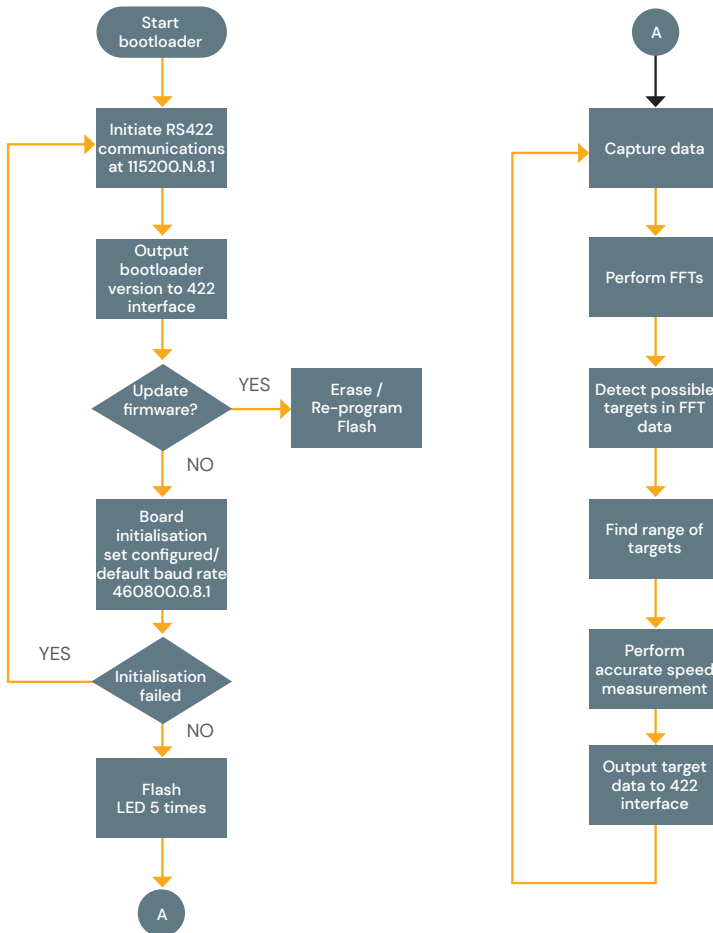 Start
bootloader
Initiate RS422
communications
at 115200.N.8.1
Output
bootloader
version to 422
interface
Update
firmware?
YES
Erase /
Re-program
Flash
NO
Board
initialisation
set configured/
default baud rate
460800.0.8.1
YES
Initialisation
failed
NO
Flash
LED 5 times
A
A
Capture data
Perform FFTs
Detect possible
targets in FFT
data
Find range of
targets
Perform
accurate speed
measurement
Output target
data to 422
interface